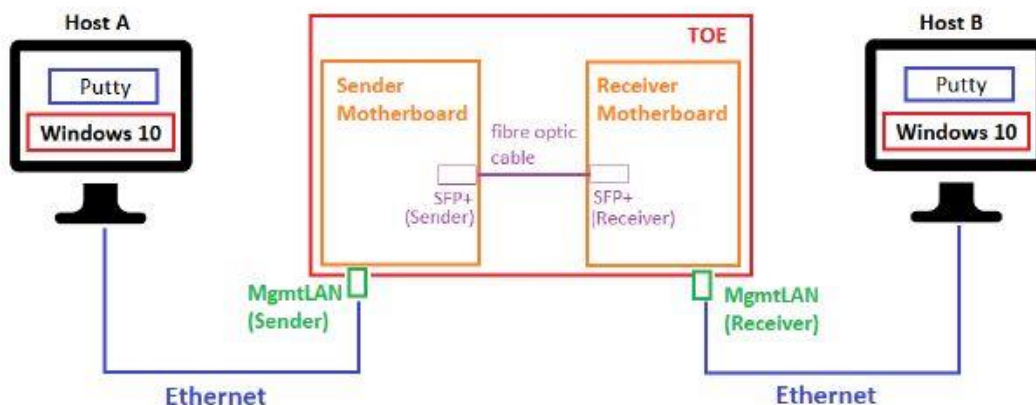 Host A
Putty
Windows 10
TOE
Sender
Motherboard
Receiver
Motherboard
fibre optic
cable
SFP+
(Sender)
SFP+
(Receiver)
Host B
Putty
Windows 10
MgmtLAN
(Sender)
MgmtLAN
(Receiver)
Ethernet
Ethernet